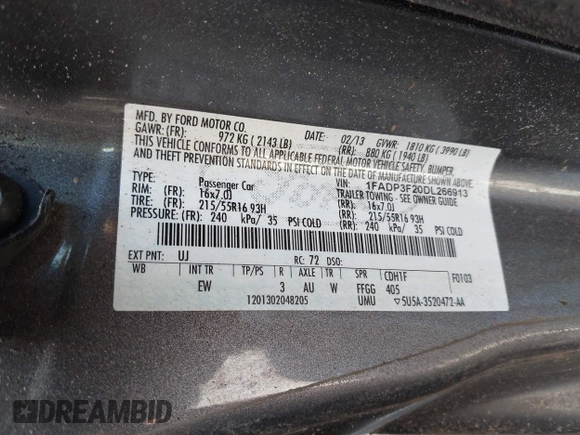 MFD. BY FORD MOTOR CO.
DATE: 02/13 GVWR: 1810 KG ( 3990 LB)
GAWR: (FR): 972 KG ( 2143 LB) (RR): 880 KG ( 1940 LB)
THIS VEHICLE CONFORMS TO ALL APPLICABLE FEDERAL MOTOR VEHICLE SAFETY, BUMPER,
AND THEFT PREVENTION STANDARDS IN EFFECT ON THE DATE OF MANUFACTURE SHOWN ABOVE.
VIN: 1FADP3F20DL266913
TYPE: Passenger Car TRAILER TOWING - SEE OWNER GUIDE
RIM: (FR): 16x7.0J (RR): 16x7.0J
TIRE: (FR): 215/55R16 93H (RR): 215/55R16 93H
PRESSURE: (FR): 240 kPa/ 35 PSI COLD (RR): 240 kPa/ 35 PSI COLD
EXT PNT: UJ RC: 72 DSO: F0103
WB INT TR TP/PS R AXLE TR SPR CDH1F
EW 3 AU W FFGG 405
1201302048205 UMU ▽5U5A-3520472-AA
DREAMBID